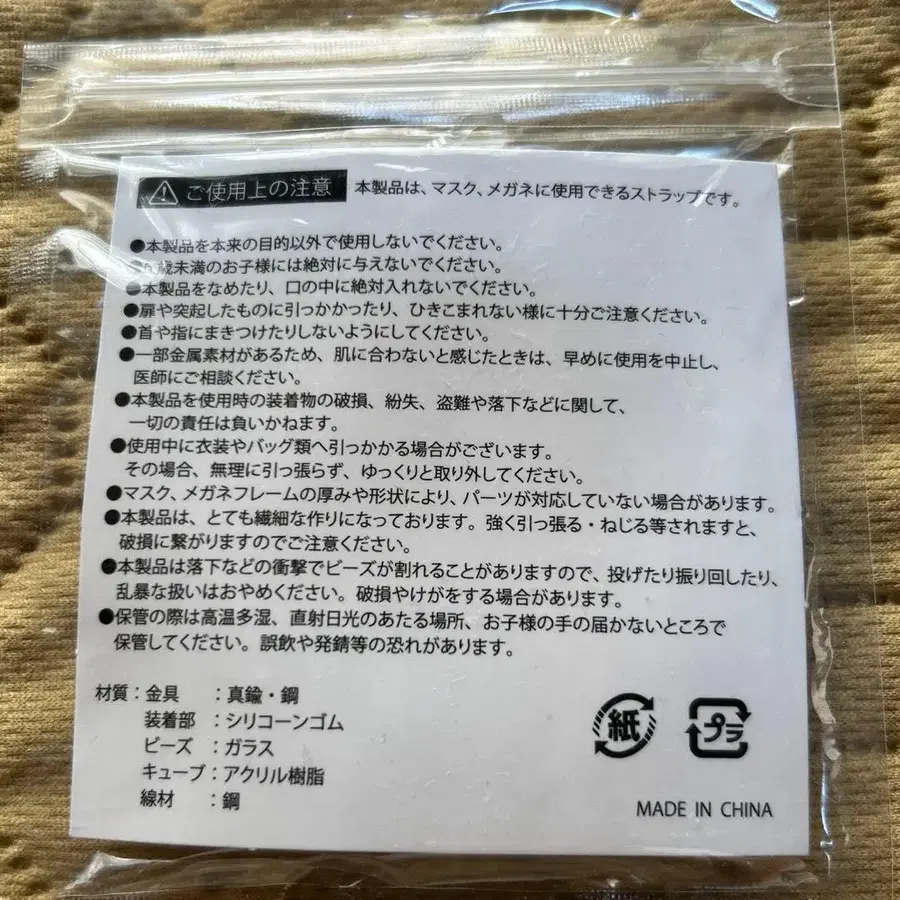 ⚠ ご使用上の注意 本製品は、マスク、メガネに使用できるストラップです。
●本製品を本来の目的以外で使用しないでください。
歳未満のお子様には絶対に与えないでください。
●本製品をなめたり、口の中に絶対入れないでください。
●扉や突起したものに引っかかったり、ひきこまれない様に十分ご注意ください。
●首や指にまきつけたりしないようにしてください。
●一部金属素材があるため、肌に合わないと感じたときは、早めに使用を中止し、
医師にご相談ください。
●本製品を使用時の装着物の破損、紛失、盗難や落下などに関して、
一切の責任は負いかねます。
●使用中に衣装やバッグ類へ引っかかる場合がございます。
その場合、無理に引っ張らず、ゆっくりと取り外してください。
●マスク、メガネフレームの厚みや形状により、パーツが対応していない場合があります。
●本製品は、とても繊細な作りになっております。強く引っ張る・ねじる等されますと、
破損に繋がりますのでご注意ください。
●本製品は落下などの衝撃でビーズが割れることがありますので、投げたり振り回したり、
乱暴な扱いはおやめください。破損やけがをする場合があります。
●保管の際は高温多湿、直射日光のあたる場所、お子様の手の届かないところで
保管してください。誤飲や発錆等の恐れがあります。
材質：金具 ：真鍮・鋼
装着部：シリコーンゴム
ビーズ：ガラス
キューブ：アクリル樹脂
線材 ：鋼
紙 プラ
MADE IN CHINA